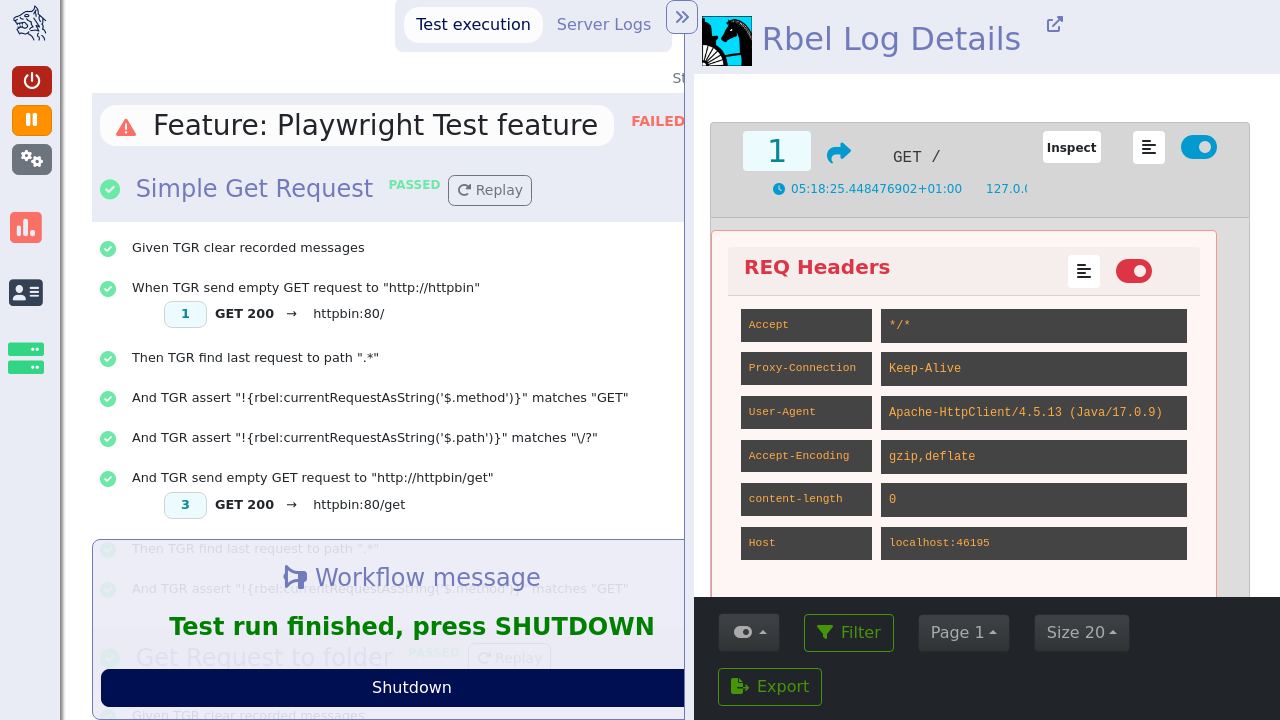 Test execution
Server Logs
St
Feature: Playwright Test feature
FAILED
Simple Get Request
PASSED
Replay
Given TGR clear recorded messages
When TGR send empty GET request to "http://httpbin"
1 GET 200 → httpbin:80/
Then TGR find last request to path ".*"
And TGR assert "!{rbel:currentRequestAsString('$.method')}" matches "GET"
And TGR assert "!{rbel:currentRequestAsString('$.path')}" matches "\/?"
And TGR send empty GET request to "http://httpbin/get"
3 GET 200 → httpbin:80/get
Then TGR find last request to path ".*"
Workflow message
And TGR assert "!{rbel:currentRequestAsString('$.method')}" matches "GET"
Test run finished, press SHUTDOWN
Get Request to folder
PASSED
Replay
Shutdown
Given TGR clear recorded messages
Rbel Log Details
1
GET /
Inspect
05:18:25.448476902+01:00
127.0.0
REQ Headers
Accept */*
Proxy-Connection Keep-Alive
User-Agent Apache-HttpClient/4.5.13 (Java/17.0.9)
Accept-Encoding gzip,deflate
content-length 0
Host localhost:46195
Filter
Page 1
Size 20
Export